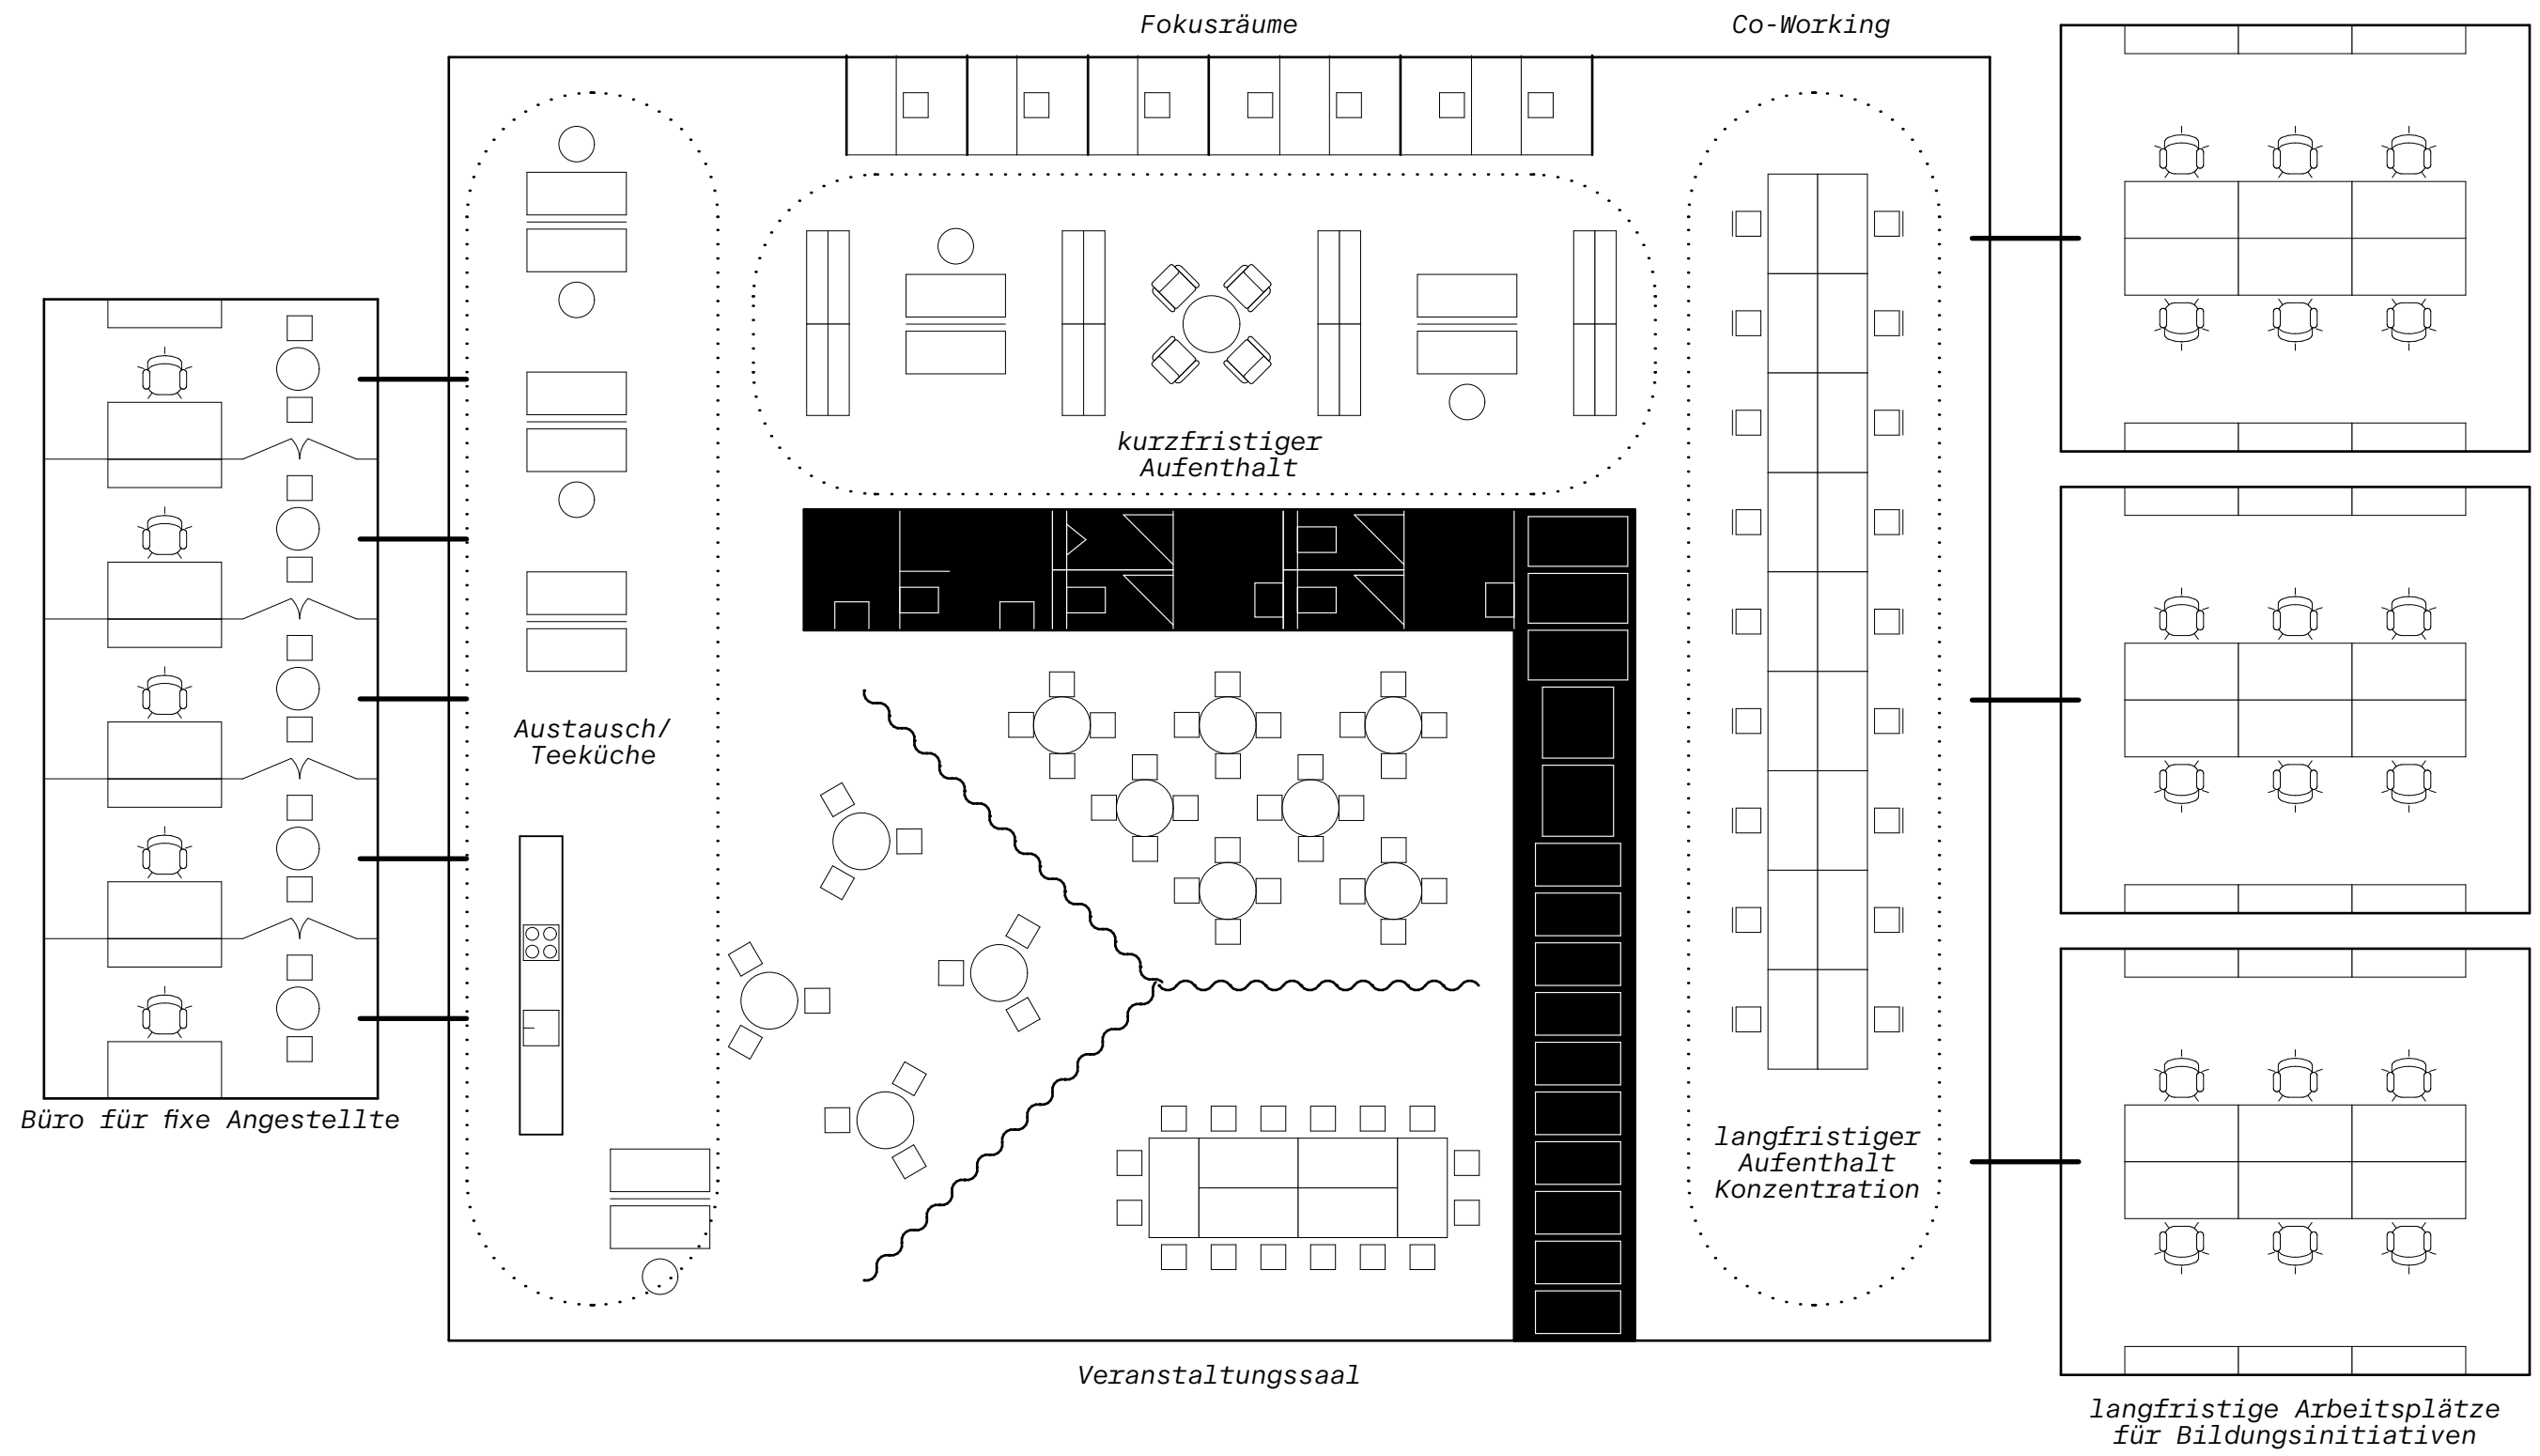 Fokusräume
Co-Working
kurzfristiger
Aufenthalt
Austausch/
Teeküche
Büro für fixe Angestellte
langfristiger
Aufenthalt
Konzentration
Veranstaltungssaal
langfristige Arbeitsplätze
für Bildungsinitiativen